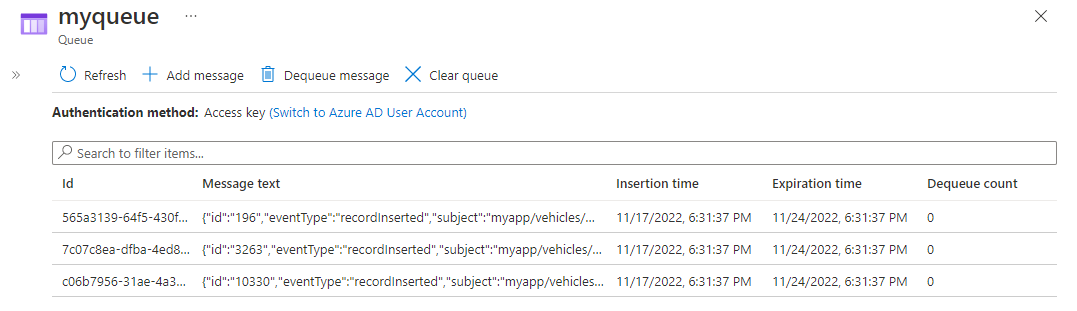 myqueue ...
Queue
» Refresh Add message Dequeue message Clear queue
Authentication method: Access key (Switch to Azure AD User Account)
Search to filter items...
Id Message text Insertion time Expiration time Dequeue count
565a3139-64f5-430f... {"id":"196","eventType":"recordInserted","subject":"myapp/vehicles/... 11/17/2022, 6:31:37 PM 11/24/2022, 6:31:37 PM 0
7c07c8ea-dfba-4ed8... {"id":"3263","eventType":"recordInserted","subject":"myapp/vehicles/... 11/17/2022, 6:31:37 PM 11/24/2022, 6:31:37 PM 0
c06b7956-31ae-4a3... {"id":"10330","eventType":"recordInserted","subject":"myapp/vehicles... 11/17/2022, 6:31:37 PM 11/24/2022, 6:31:37 PM 0